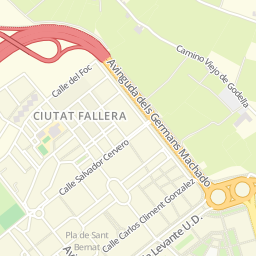 Camino Viejo de Godella
Calle del Foc
Avinguda dels Germans Machado
CIUTAT FALLERA
Calle Salvador Cervero
Calle Carlos Climent Gonzalez
Pla de Sant
Bernat
Levante U.D.